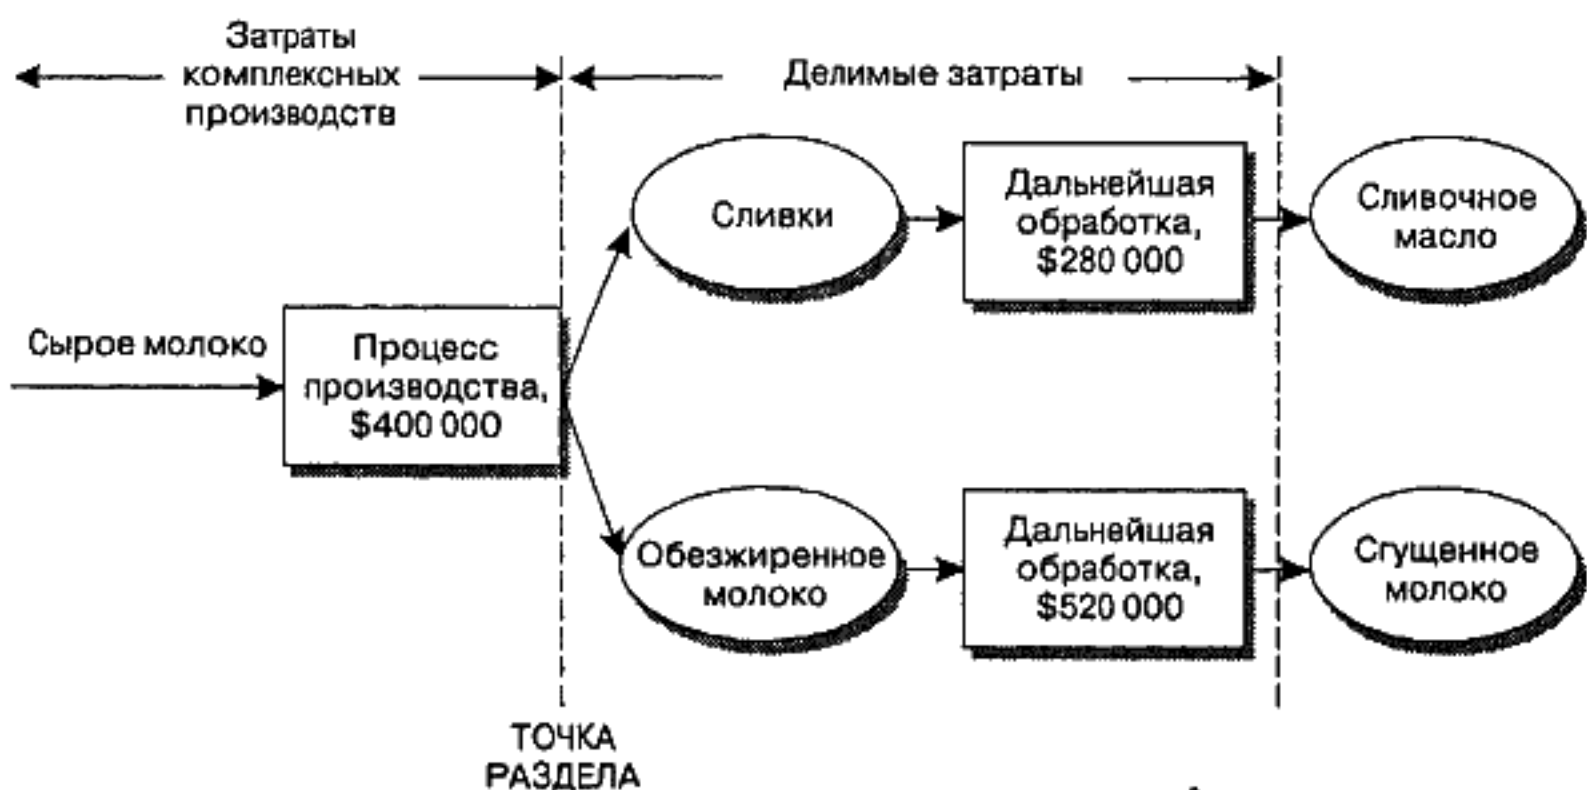 Затраты
комплексных
производств
Делимые затраты
Сливки
Дальнейшая
обработка,
$280 000
Сливочное
масло
Сырое молоко
Процесс
производства,
$400 000
Обезжиренное
молоко
Дальнейшая
обработка,
$520 000
Сгущенное
молоко
ТОЧКА
РАЗДЕЛА